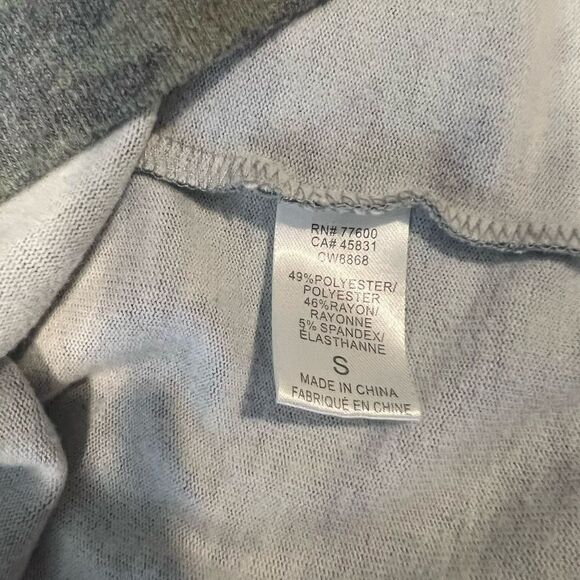 RN# 77600
CA# 45831
CW8868
49%POLYESTER/
POLYESTER
46%RAYON/
RAYONNE
5% SPANDEX/
ÉLASTHANNE
S
MADE IN CHINA
FABRIQUÉ EN CHINE